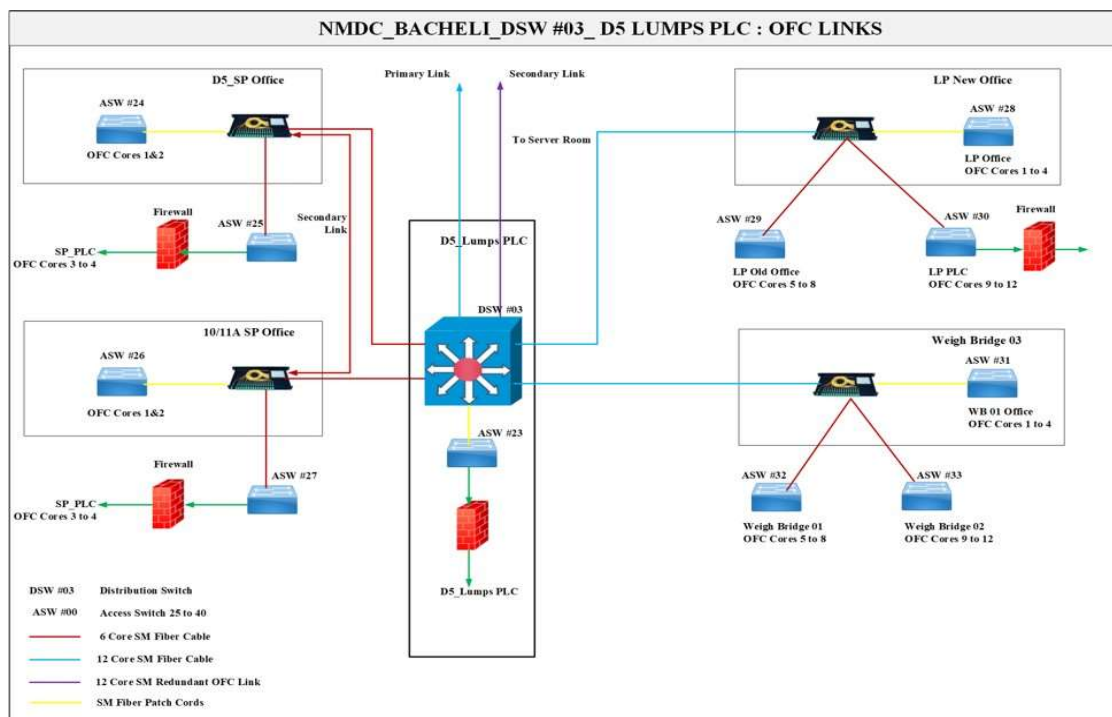 NMDC_BACHELI_DSW #03_ D5 LUMPS PLC : OFC LINKS
D5_SP Office
ASW #24
OFC Cores 1&2
ASW #25
Firewall
SP_PLC
OFC Cores 3 to 4
Secondary
Link
10/11A SP Office
ASW #26
OFC Cores 1&2
ASW #27
Firewall
SP_PLC
OFC Cores 3 to 4
Primary Link
Secondary Link
To Server Room
D5_Lumps PLC
DSW #03
ASW #23
D5_Lumps PLC
LP New Office
ASW #28
LP Office
OFC Cores 1 to 4
ASW #29
LP Old Office
OFC Cores 5 to 8
ASW #30
LP PLC
OFC Cores 9 to 12
Firewall
Weigh Bridge 03
ASW #31
WB 01 Office
OFC Cores 1 to 4
ASW #32
Weigh Bridge 01
OFC Cores 5 to 8
ASW #33
Weigh Bridge 02
OFC Cores 9 to 12
DSW #03 Distribution Switch
ASW #00 Access Switch 25 to 40
6 Core SM Fiber Cable
12 Core SM Fiber Cable
12 Core SM Redundant OFC Link
SM Fiber Patch Cords